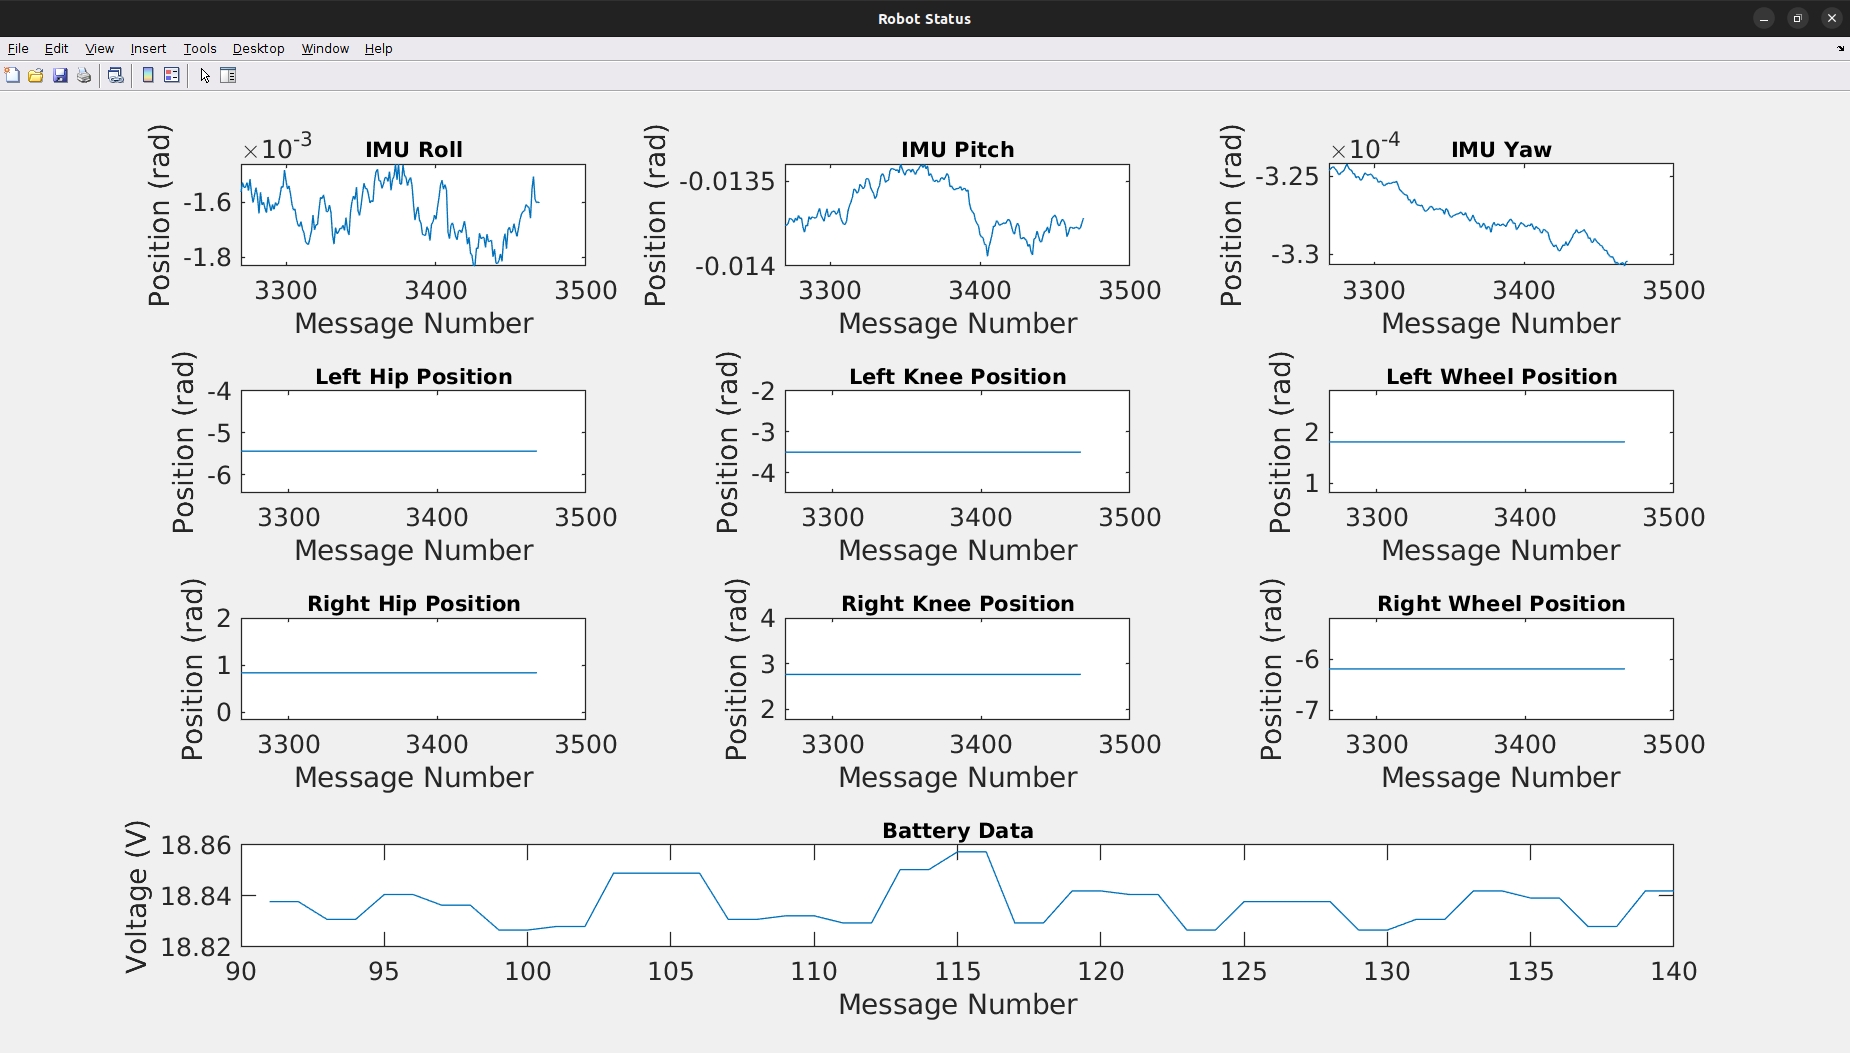 Robot Status
File Edit View Insert Tools Desktop Window Help
IMU Roll
×10-3
Position (rad)
-1.6
-1.8
3300 3400 3500
Message Number
IMU Pitch
Position (rad)
-0.0135
-0.014
3300 3400 3500
Message Number
IMU Yaw
×10-4
Position (rad)
-3.25
-3.3
3300 3400 3500
Message Number
Left Hip Position
Position (rad)
-4
-5
-6
3300 3400 3500
Message Number
Left Knee Position
Position (rad)
-2
-3
-4
3300 3400 3500
Message Number
Left Wheel Position
Position (rad)
2
1
3300 3400 3500
Message Number
Right Hip Position
Position (rad)
2
1
0
3300 3400 3500
Message Number
Right Knee Position
Position (rad)
4
3
2
3300 3400 3500
Message Number
Right Wheel Position
Position (rad)
-6
-7
3300 3400 3500
Message Number
Battery Data
Voltage (V)
18.86
18.84
18.82
90 95 100 105 110 115 120 125 130 135 140
Message Number